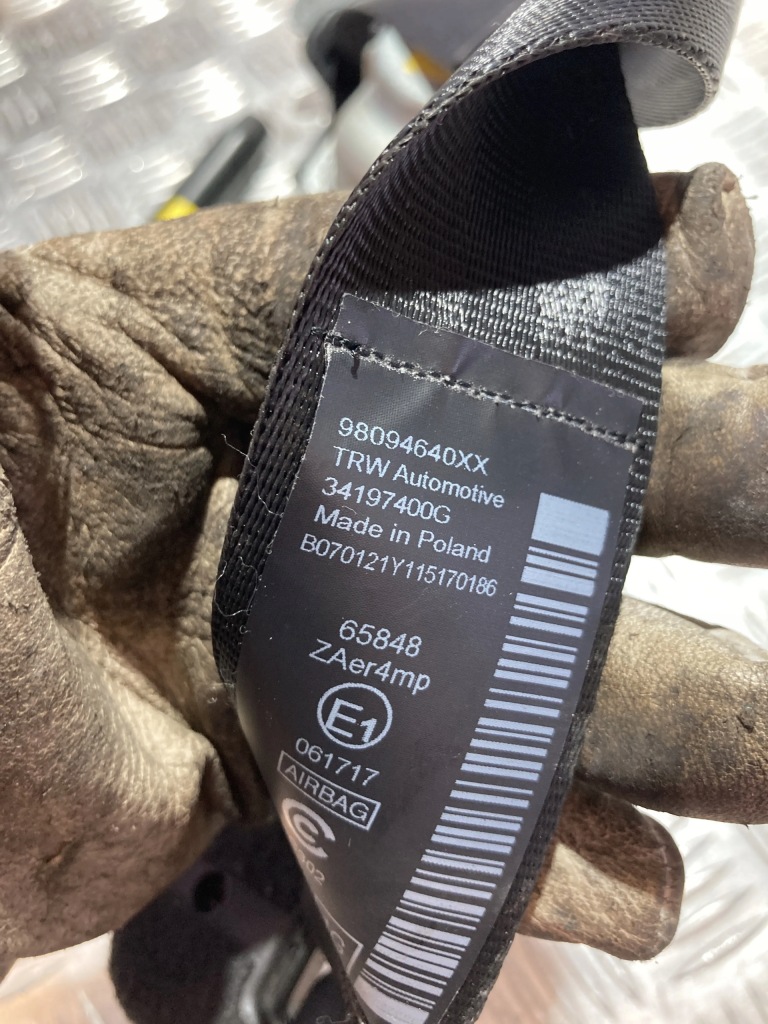 98094640XX
TRW Automotive
34197400G
Made in Poland
B070121Y115170186
65848
ZAer4mp
E1
061717
AIRBAG